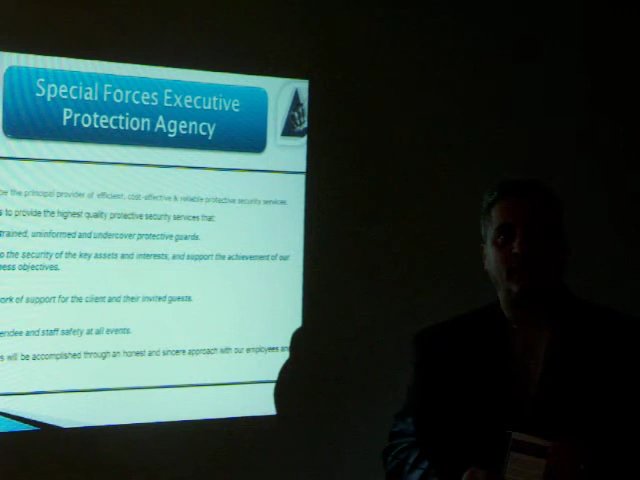 Special Forces Executive
Protection Agency
be the principal provider of efficient, cost-effective & reliable protective security services
s to provide the highest quality protective security services that:
trained, uninformed and undercover protective guards.
o the security of the key assets and interests, and support the achievement of our
ness objectives.
ork of support for the client and their invited guests.
endee and staff safety at all events.
s will be accomplished through an honest and sincere approach with our employees an